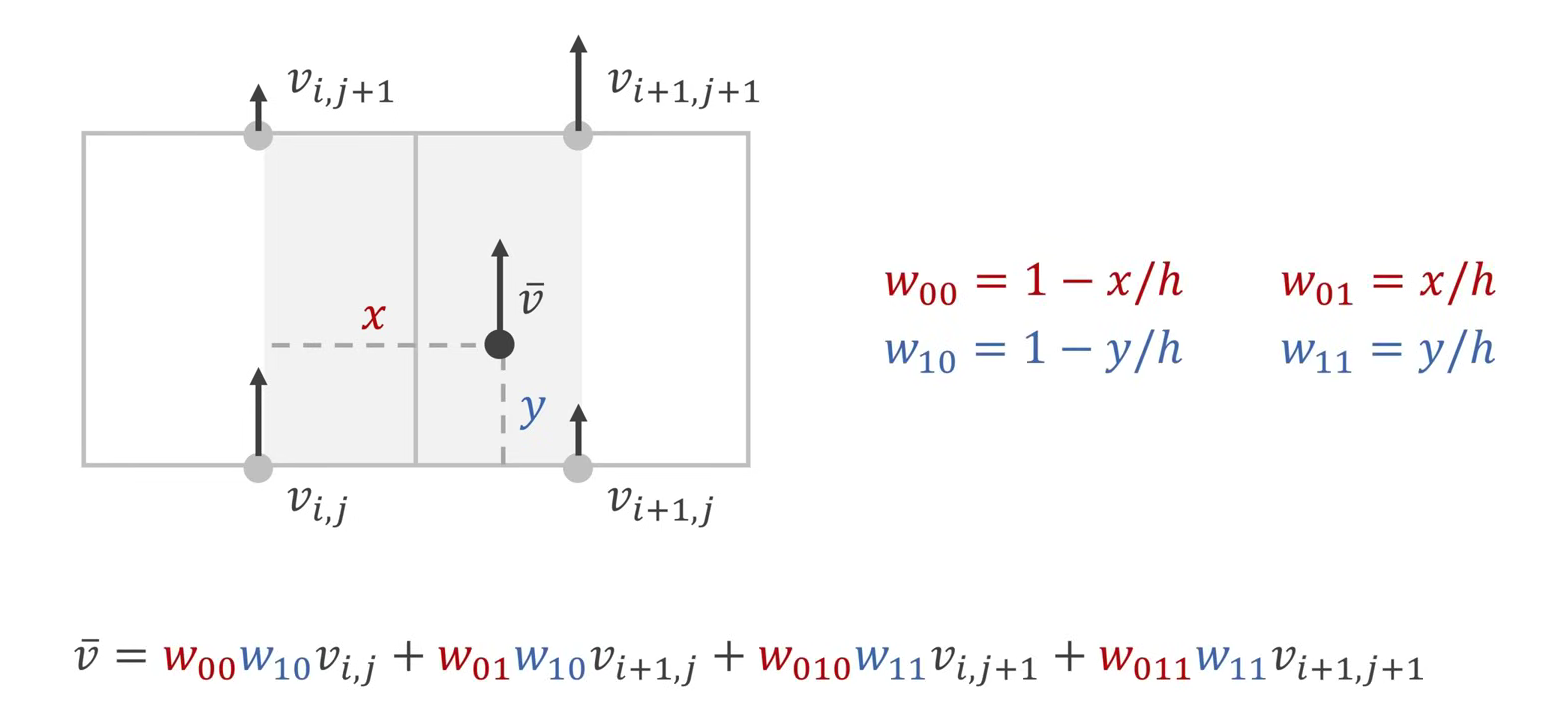 v_{i,j+1} v_{i+1,j+1}
v̄
x
y
v_{i,j} v_{i+1,j}
w_{00} = 1 − x/h w_{01} = x/h
w_{10} = 1 − y/h w_{11} = y/h
v̄ = w_{00}w_{10}v_{i,j} + w_{01}w_{10}v_{i+1,j} + w_{010}w_{11}v_{i,j+1} + w_{011}w_{11}v_{i+1,j+1}